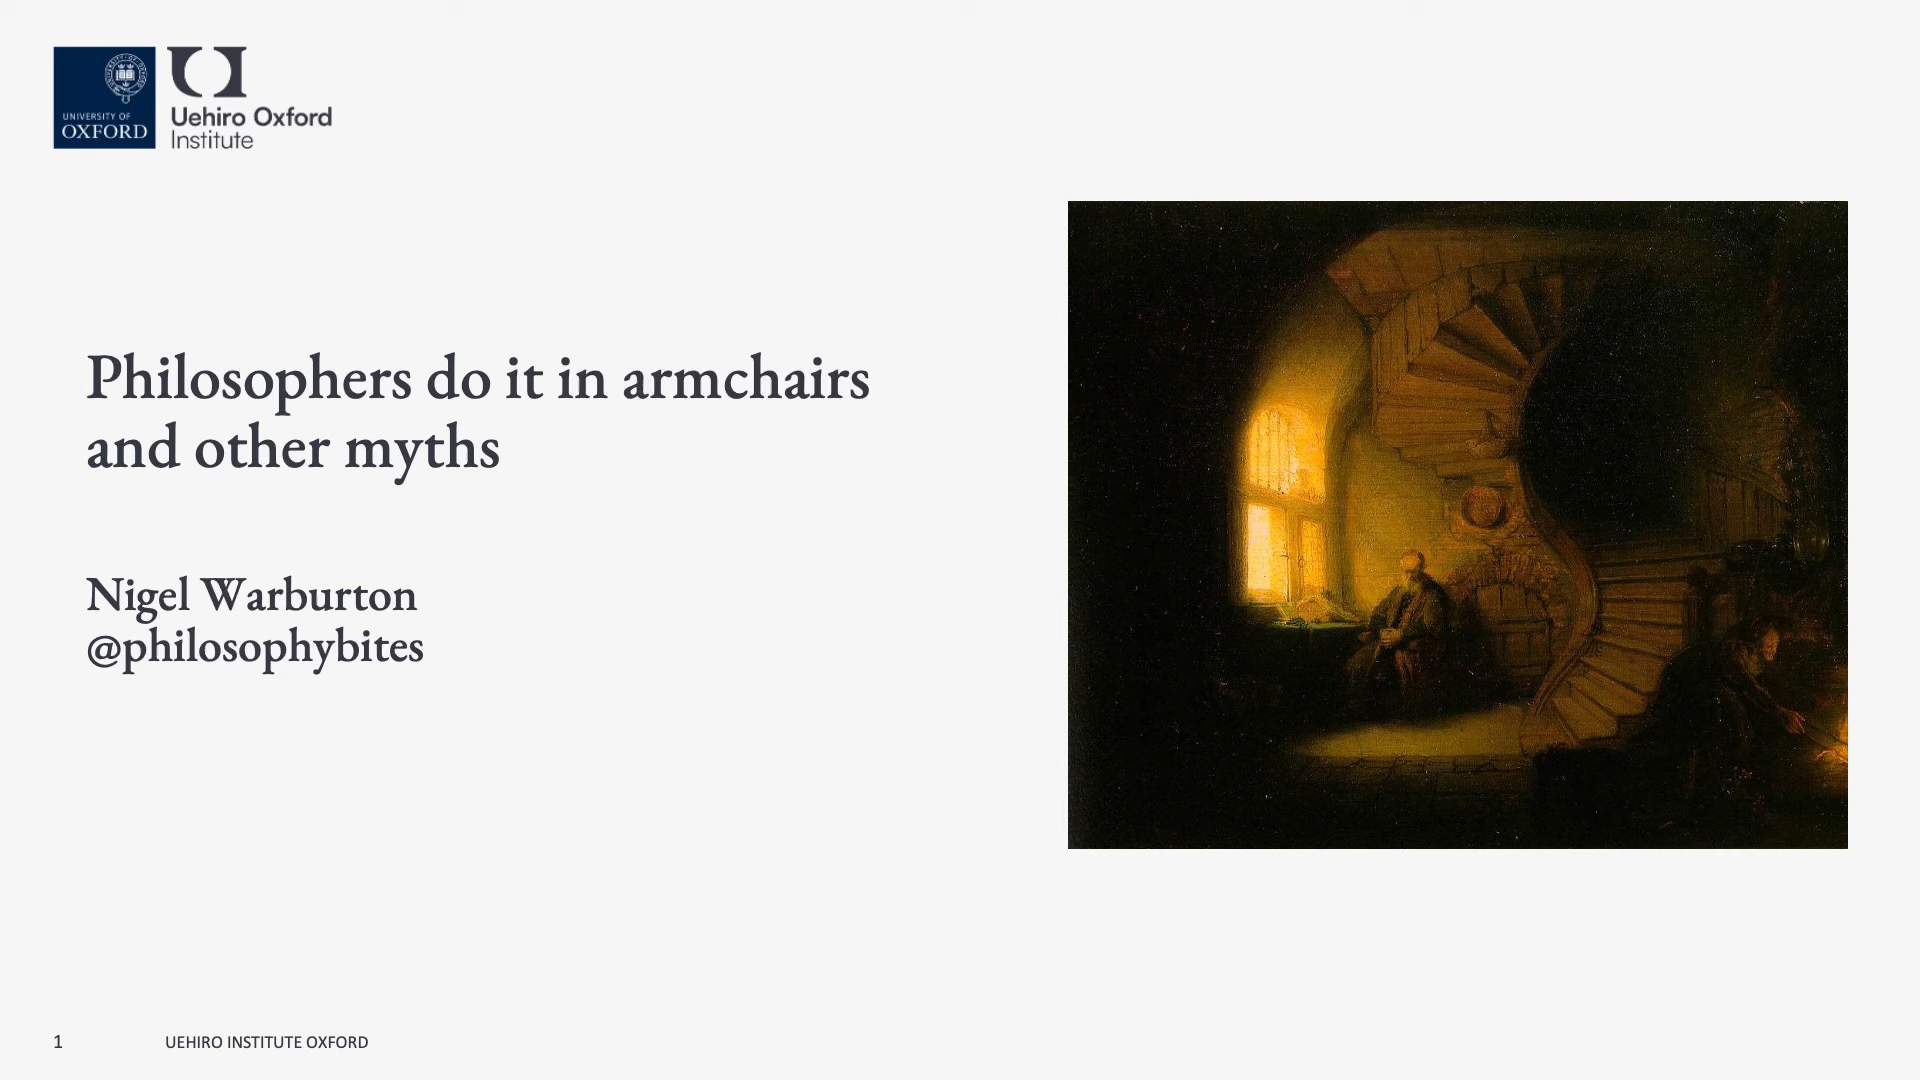 UNIVERSITY OF
OXFORD
Uehiro Oxford
Institute
Philosophers do it in armchairs
and other myths
Nigel Warburton
@philosophybites
1
UEHIRO INSTITUTE OXFORD